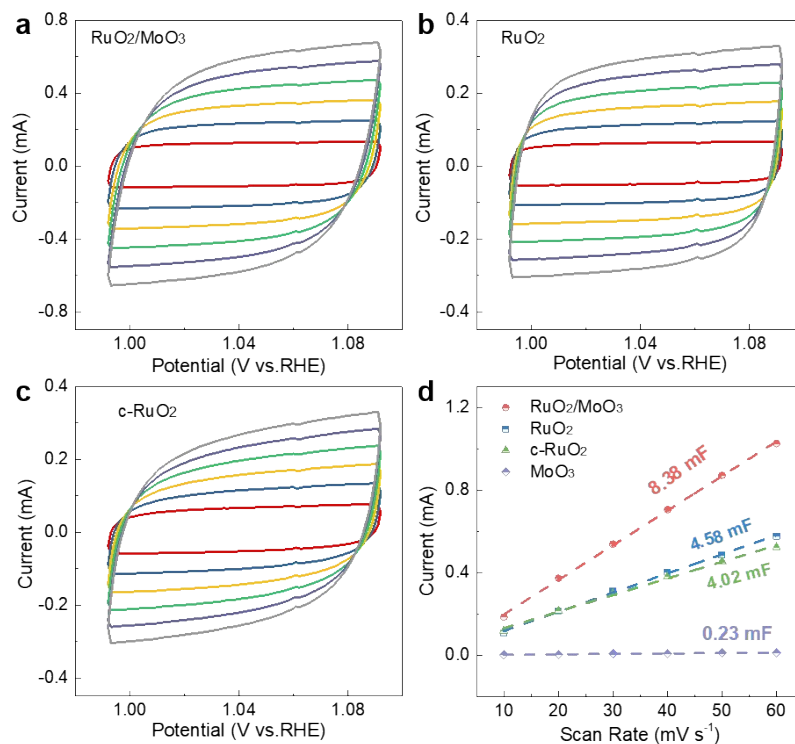 a
RuO₂/MoO₃
0.8
0.4
0.0
-0.4
-0.8
Current (mA)
1.00
1.04
1.08
Potential (V vs.RHE)
b
RuO₂
0.4
0.2
0.0
-0.2
-0.4
Current (mA)
1.00
1.04
1.08
Potential (V vs.RHE)
c
c-RuO₂
0.4
0.2
0.0
-0.2
-0.4
Current (mA)
1.00
1.04
1.08
Potential (V vs.RHE)
d
RuO₂/MoO₃
RuO₂
c-RuO₂
MoO₃
8.38 mF
4.58 mF
4.02 mF
0.23 mF
1.2
0.8
0.4
0.0
Current (mA)
10
20
30
40
50
60
Scan Rate (mV s⁻¹)